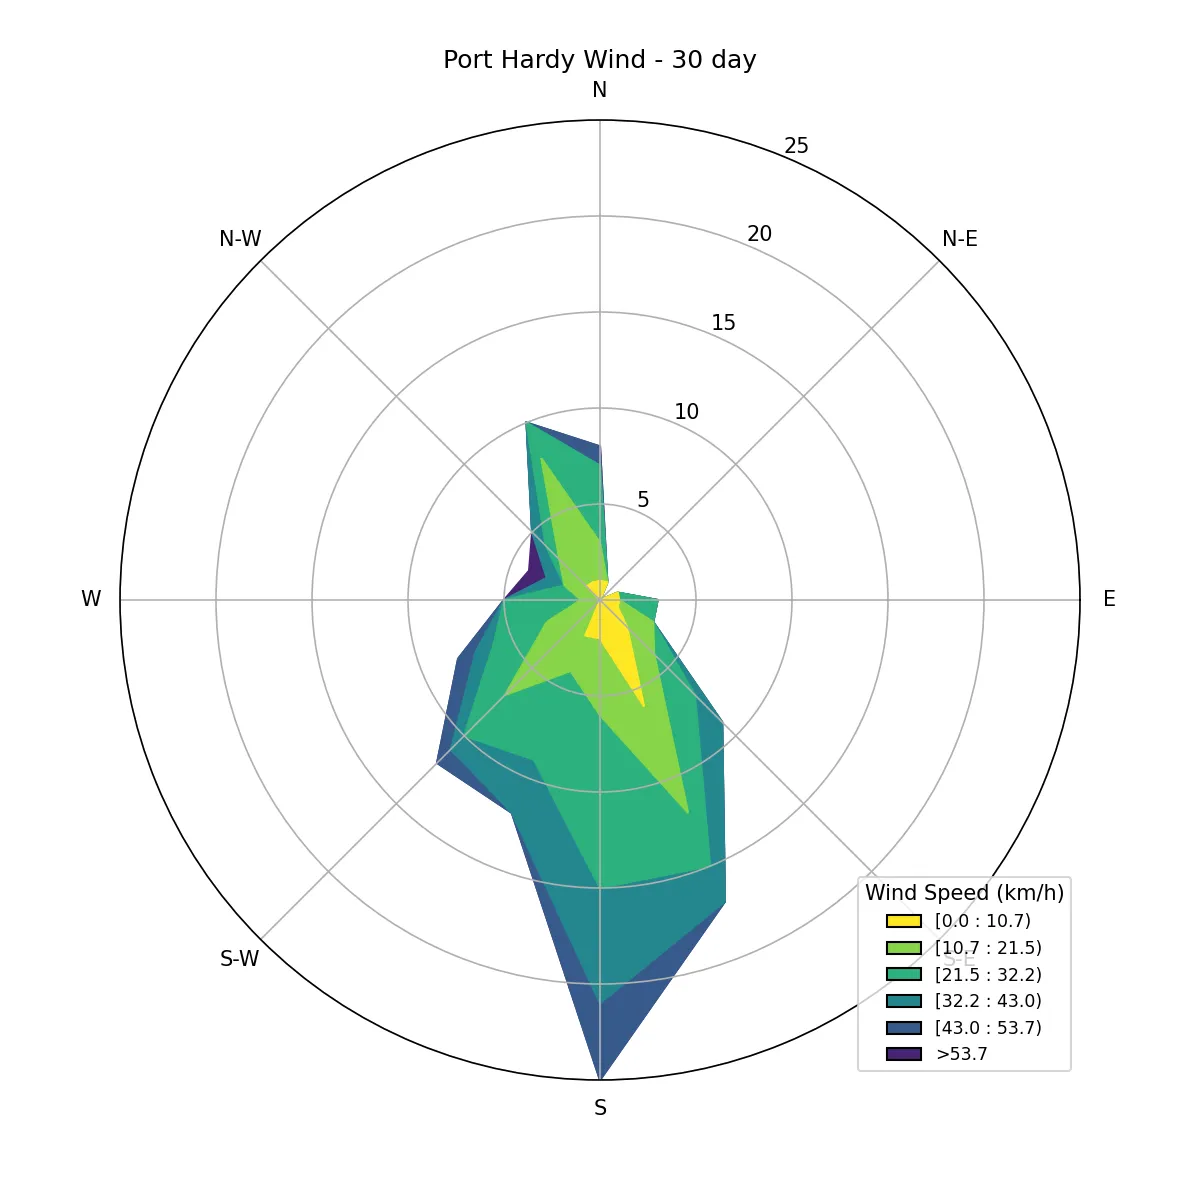 Port Hardy Wind - 30 day
N
25
N-W
20
N-E
15
10
5
W
E
S-W
S-E
S
Wind Speed (km/h)
[0.0 : 10.7)
[10.7 : 21.5)
[21.5 : 32.2)
[32.2 : 43.0)
[43.0 : 53.7)
>53.7